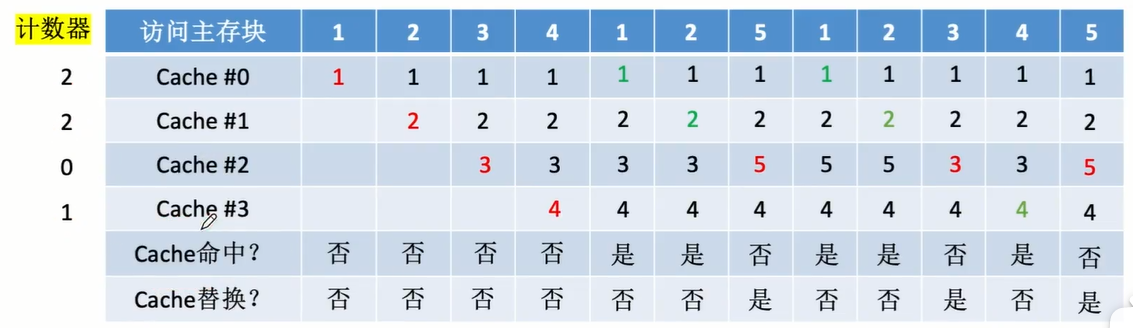 计数器 访问主存块 1 2 3 4 1 2 5 1 2 3 4 5
2 Cache #0 1 1 1 1 1 1 1 1 1 1 1 1
2 Cache #1 2 2 2 2 2 2 2 2 2 2 2
0 Cache #2 3 3 3 3 5 5 5 3 3 5
1 Cache #3 4 4 4 4 4 4 4 4 4
Cache命中? 否 否 否 否 是 是 否 是 是 否 是 否
Cache替换? 否 否 否 否 否 否 是 否 否 是 否 是